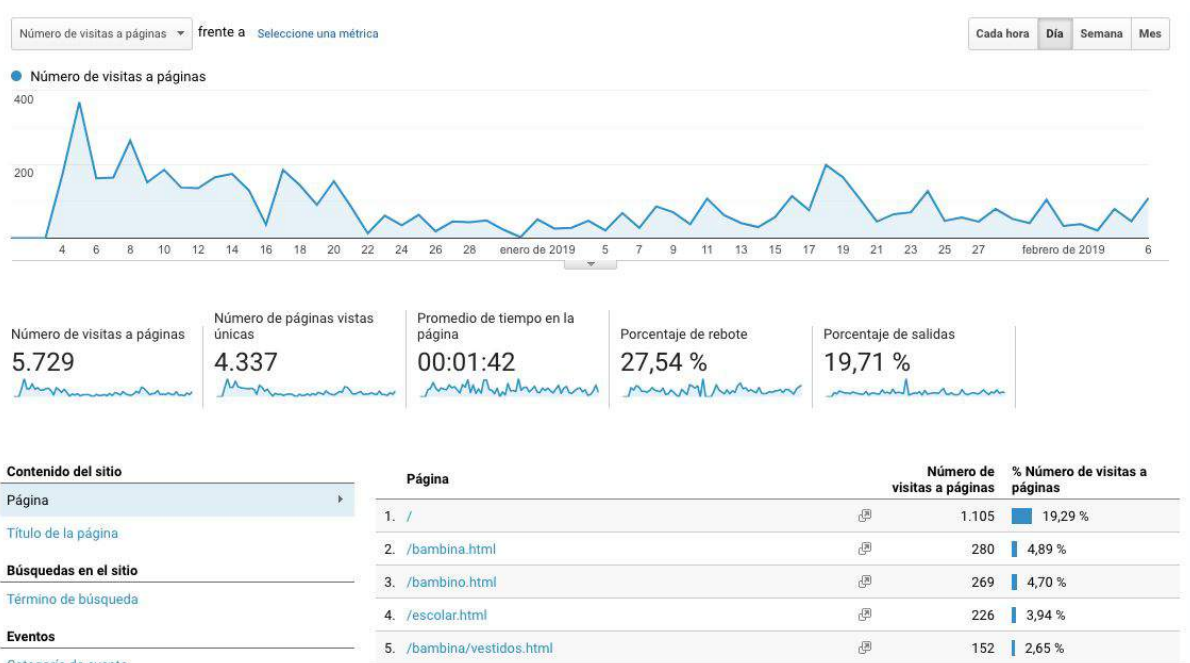 Número de visitas a páginas frente a Seleccione una métrica
Cada hora Día Semana Mes
Número de visitas a páginas
400
200
4 6 8 10 12 14 16 18 20 22 24 26 28 enero de 2019 5 7 9 11 13 15 17 19 21 23 25 27 febrero de 2019 6
Número de visitas a páginas
5.729
Número de páginas vistas
únicas
4.337
Promedio de tiempo en la
página
00:01:42
Porcentaje de rebote
27,54 %
Porcentaje de salidas
19,71 %
Contenido del sitio
Página
Título de la página
Búsquedas en el sitio
Término de búsqueda
Eventos
Página
Número de
visitas a páginas
% Número de visitas a
páginas
1. / 1.105 19,29 %
2. /bambina.html 280 4,89 %
3. /bambino.html 269 4,70 %
4. /escolar.html 226 3,94 %
5. /bambina/vestidos.html 152 2,65 %